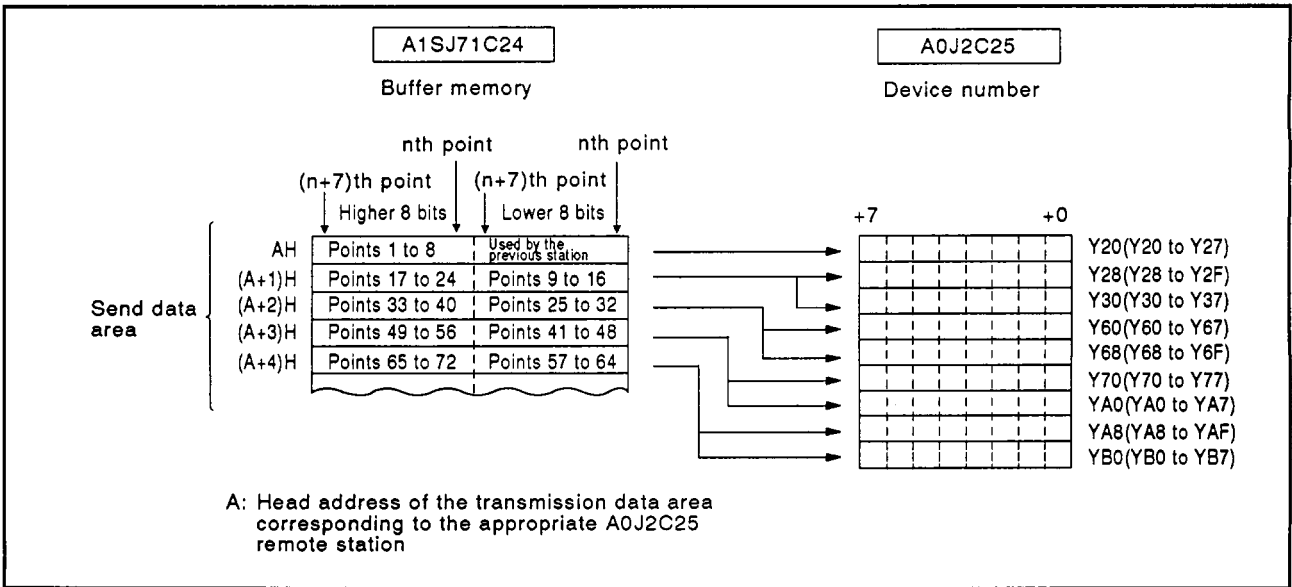 A1SJ71C24
A0J2C25
Buffer memory
Device number
nth point
nth point
(n+7)th point
(n+7)th point
Higher 8 bits
Lower 8 bits
+7
+0
Send data
area
AH
Points 1 to 8
Used by the
previous station
Y20(Y20 to Y27)
(A+1)H
Points 17 to 24
Points 9 to 16
Y28(Y28 to Y2F)
(A+2)H
Points 33 to 40
Points 25 to 32
Y30(Y30 to Y37)
(A+3)H
Points 49 to 56
Points 41 to 48
Y60(Y60 to Y67)
(A+4)H
Points 65 to 72
Points 57 to 64
Y68(Y68 to Y6F)
Y70(Y70 to Y77)
YA0(YA0 to YA7)
YA8(YA8 to YAF)
YB0(YB0 to YB7)
A: Head address of the transmission data area
corresponding to the appropriate A0J2C25
remote station